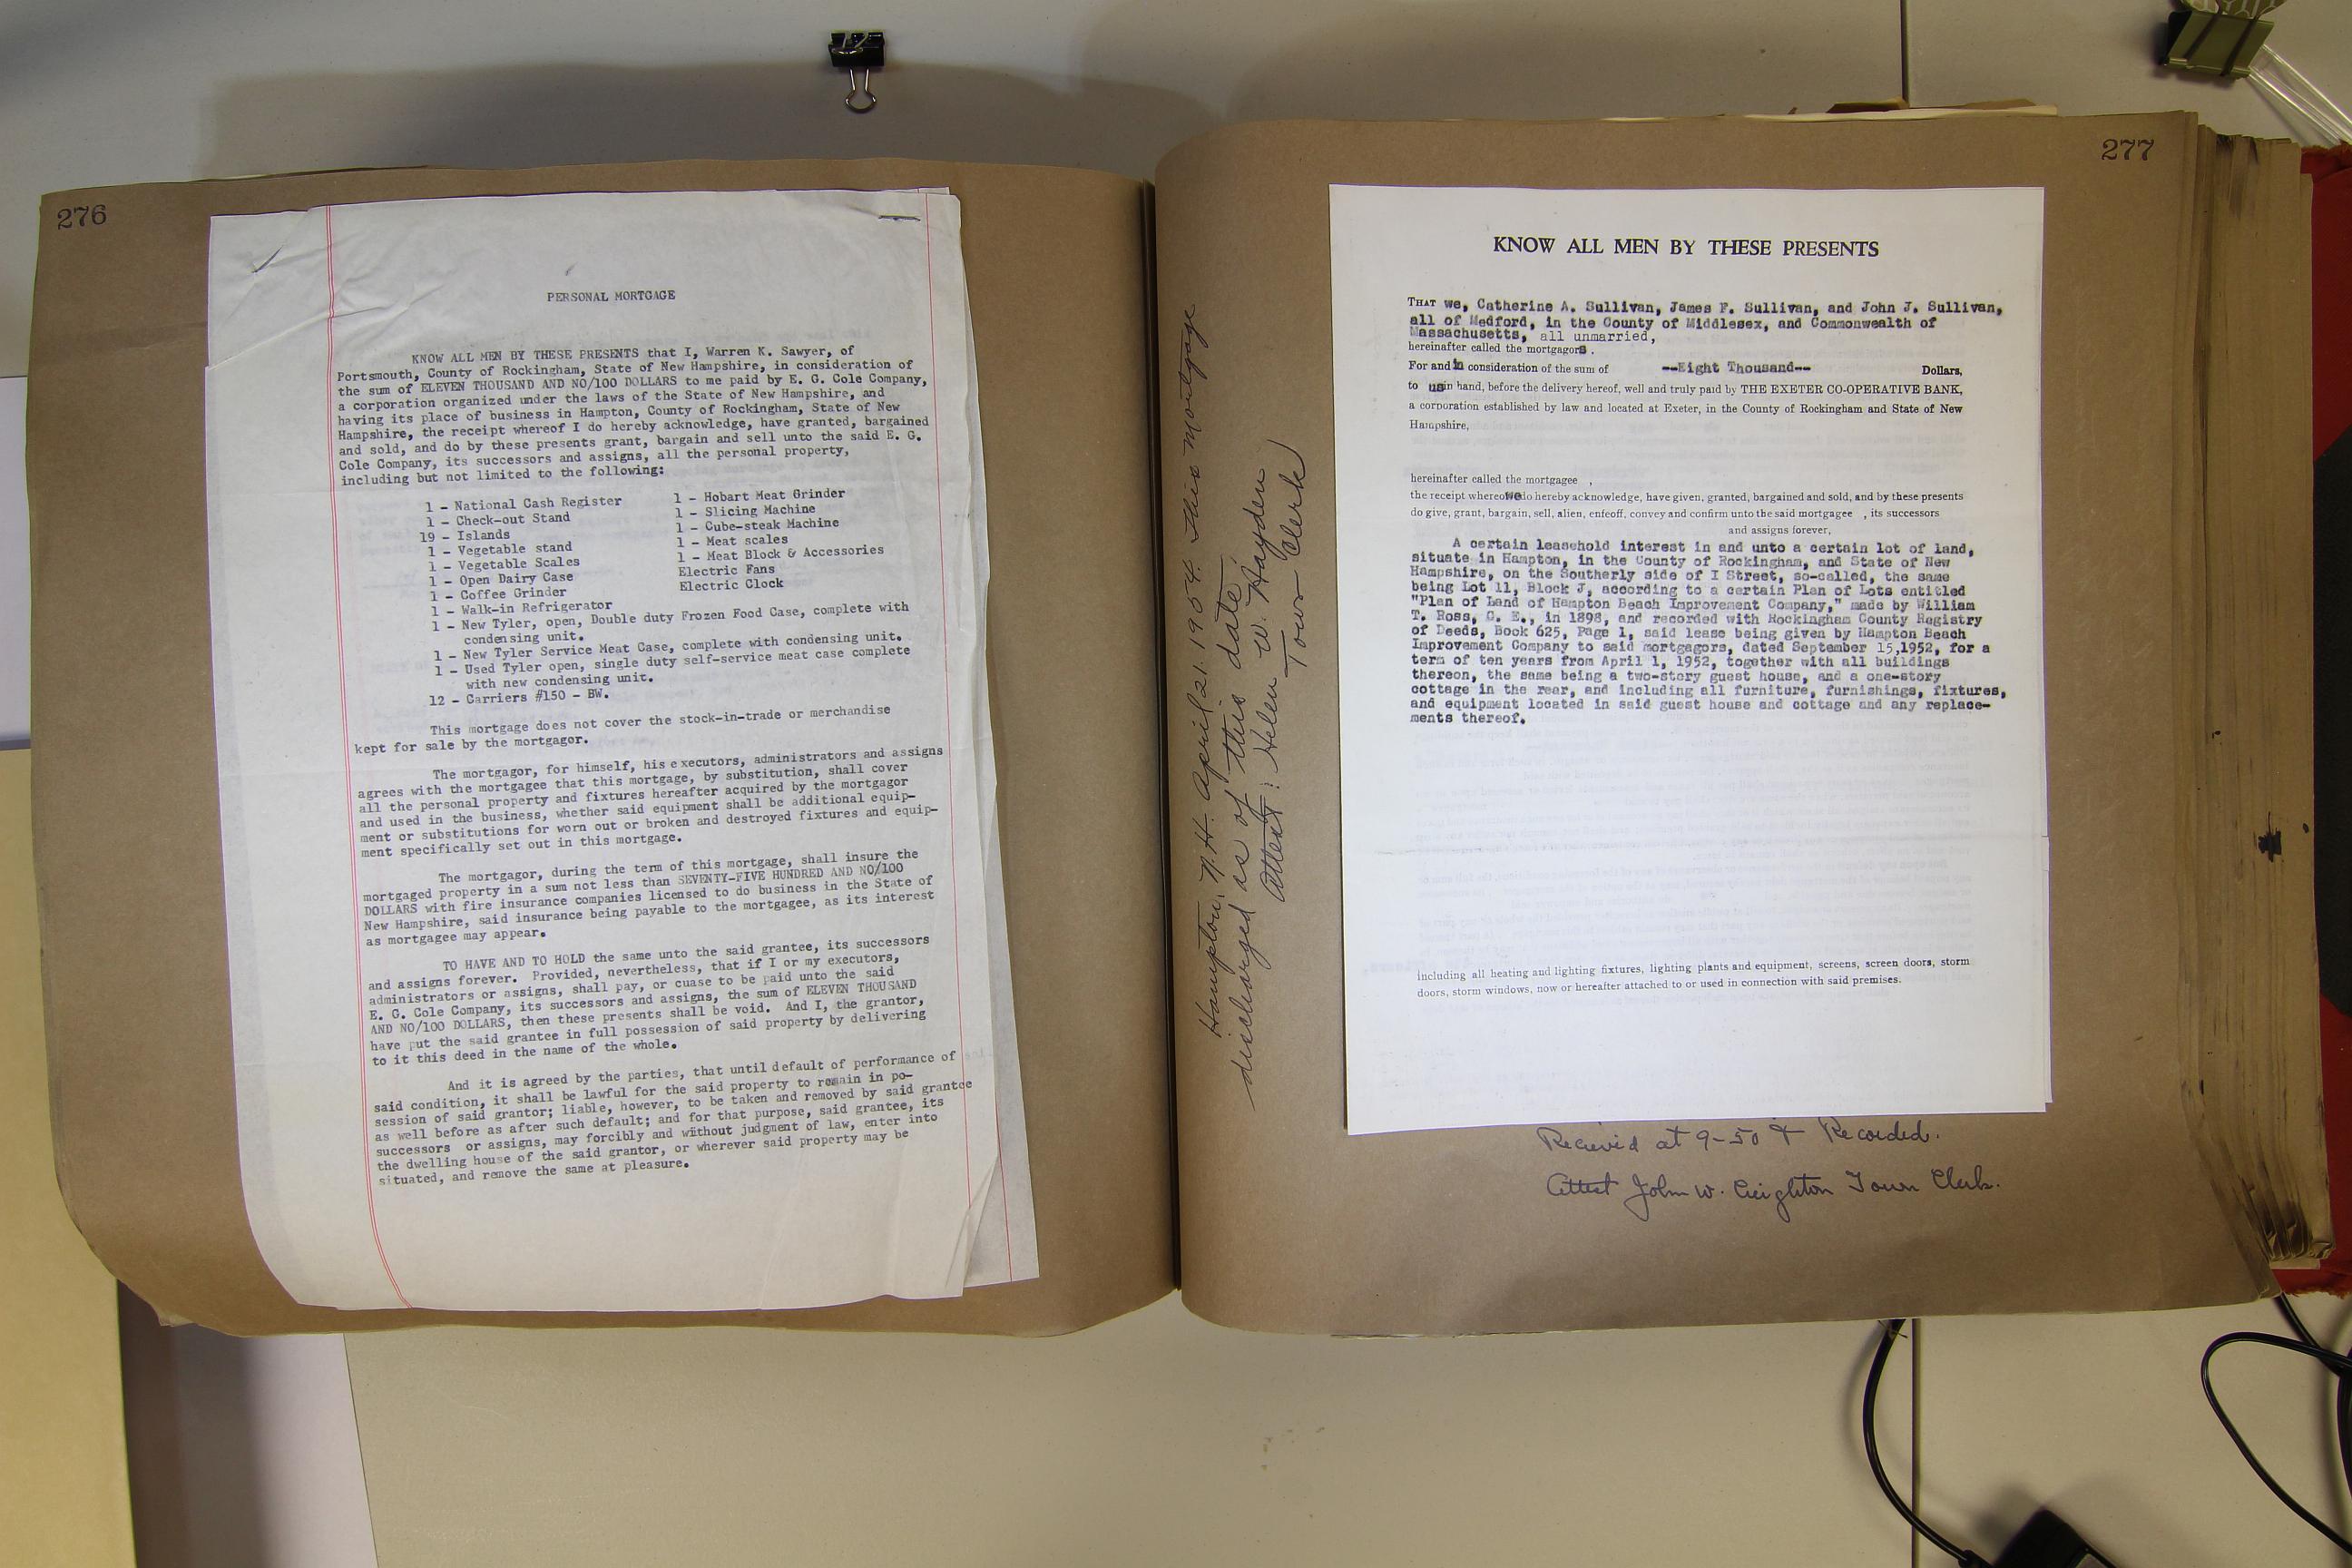 276
PERSONAL MORTGAGE
KNOW ALL MEN BY THESE PRESENTS that I, Warren K. Sawyer, of
Portsmouth, County of Rockingham, State of New Hampshire, in consideration of
the sum of ELEVEN THOUSAND AND NO/100 DOLLARS to me paid by E. G. Cole Company,
a corporation organized under the laws of the State of New Hampshire, and
having its place of business in Hampton, County of Rockingham, State of New
Hampshire, the receipt whereof I do hereby acknowledge, have granted, bargained
and sold, and do by these presents grant, bargain and sell unto the said E. G.
Cole Company, its successors and assigns, all the personal property,
including but not limited to the following:
1 - National Cash Register
1 - Check-out Stand
19 - Islands
1 - Vegetable stand
1 - Vegetable Scales
1 - Open Dairy Case
1 - Coffee Grinder
1 - Walk-in Refrigerator
1 - Hobart Meat Grinder
1 - Slicing Machine
1 - Cube-steak Machine
1 - Meat scales
1 - Meat Block & Accessories
Electric Fans
Electric Clock
1 - New Tyler, open, Double duty Frozen Food Case, complete with
condensing unit.
1 - New Tyler Service Meat Case, complete with condensing unit.
1 - Used Tyler open, single duty self-service meat case complete
with new condensing unit.
12 - Carriers #150 - BW.
This mortgage does not cover the stock-in-trade or merchandise
kept for sale by the mortgagor.
The mortgagor, for himself, his executors, administrators and assigns
agrees with the mortgagee that this mortgage, by substitution, shall cover
all the personal property and fixtures hereafter acquired by the mortgagor
and used in the business, whether said equipment shall be additional equip-
ment or substitutions for worn out or broken and destroyed fixtures and equip-
ment specifically set out in this mortgage.
The mortgagor, during the term of this mortgage, shall insure the
mortgaged property in a sum not less than SEVENTY-FIVE HUNDRED AND NO/100
DOLLARS with fire insurance companies licensed to do business in the State of
New Hampshire, said insurance being payable to the mortgagee, as its interest
as mortgagee may appear.
TO HAVE AND TO HOLD the same unto the said grantee, its successors
and assigns forever. Provided, nevertheless, that if I or my executors,
administrators or assigns, shall pay, or cuase to be paid unto the said
E. G. Cole Company, its successors and assigns, the sum of ELEVEN THOUSAND
AND NO/100 DOLLARS, then these presents shall be void. And I, the grantor,
have put the said grantee in full possession of said property by delivering
to it this deed in the name of the whole.
And it is agreed by the parties, that until default of performance of
said condition, it shall be lawful for the said property to remain in po-
session of said grantor; liable, however, to be taken and removed by said grantee
as well before as after such default; and for that purpose, said grantee, its
successors or assigns, may forcibly and without judgment of law, enter into
the dwelling house of the said grantor, or wherever said property may be
situated, and remove the same at pleasure.
Hampton, N.H. April 21, 1954. This mortgage
discharged as of this date.
Attest: Helen W. Hayden
Town Clerk
277
KNOW ALL MEN BY THESE PRESENTS
THAT we, Catherine A. Sullivan, James F. Sullivan, and John J. Sullivan,
all of Medford, in the County of Middlesex, and Commonwealth of
Massachusetts, all unmarried,
hereinafter called the mortgagors .
For and in consideration of the sum of --Eight Thousand-- Dollars,
to us in hand, before the delivery hereof, well and truly paid by THE EXETER CO-OPERATIVE BANK,
a corporation established by law and located at Exeter, in the County of Rockingham and State of New
Hampshire,
hereinafter called the mortgagee ,
the receipt whereof we do hereby acknowledge, have given, granted, bargained and sold, and by these presents
do give, grant, bargain, sell, alien, enfeoff, convey and confirm unto the said mortgagee , its successors
and assigns forever,
A certain leasehold interest in and unto a certain lot of land,
situate in Hampton, in the County of Rockingham, and State of New
Hampshire, on the Southerly side of I Street, so-called, the same
being Lot 11, Block J, according to a certain Plan of Lots entitled
"Plan of Land of Hampton Beach Improvement Company," made by William
T. Ross, C. E., in 1898, and recorded with Rockingham County Registry
of Deeds, Book 625, Page 1, said lease being given by Hampton Beach
Improvement Company to said mortgagors, dated September 15,1952, for a
term of ten years from April 1, 1952, together with all buildings
thereon, the same being a two-story guest house, and a one-story
cottage in the rear, and including all furniture, furnishings, fixtures,
and equipment located in said guest house and cottage and any replace-
ments thereof.
Including all heating and lighting fixtures, lighting plants and equipment, screens, screen doors, storm
doors, storm windows, now or hereafter attached to or used in connection with said premises.
Recievid at 9-50 & Recorded.
Attest John W. Creighton Town Clerk.